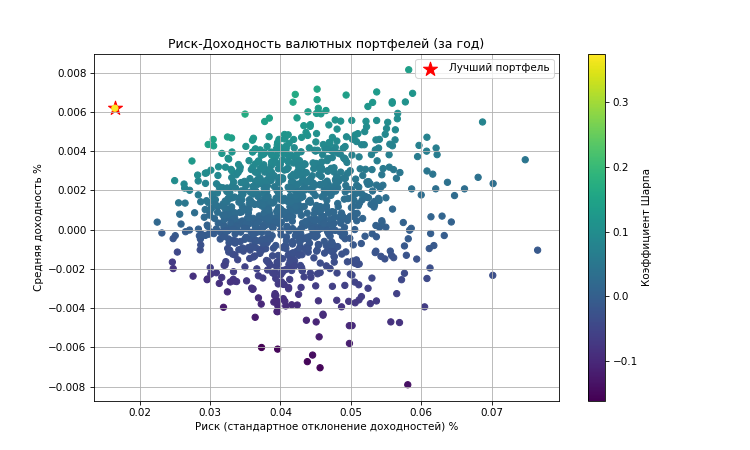 Риск-Доходность валютных портфелей (за год)
Лучший портфель
0.008
0.006
0.004
0.002
0.000
−0.002
−0.004
−0.006
−0.008
Средняя доходность %
0.02 0.03 0.04 0.05 0.06 0.07
Риск (стандартное отклонение доходностей) %
0.3
0.2
0.1
0.0
−0.1
Коэффициент Шарпа